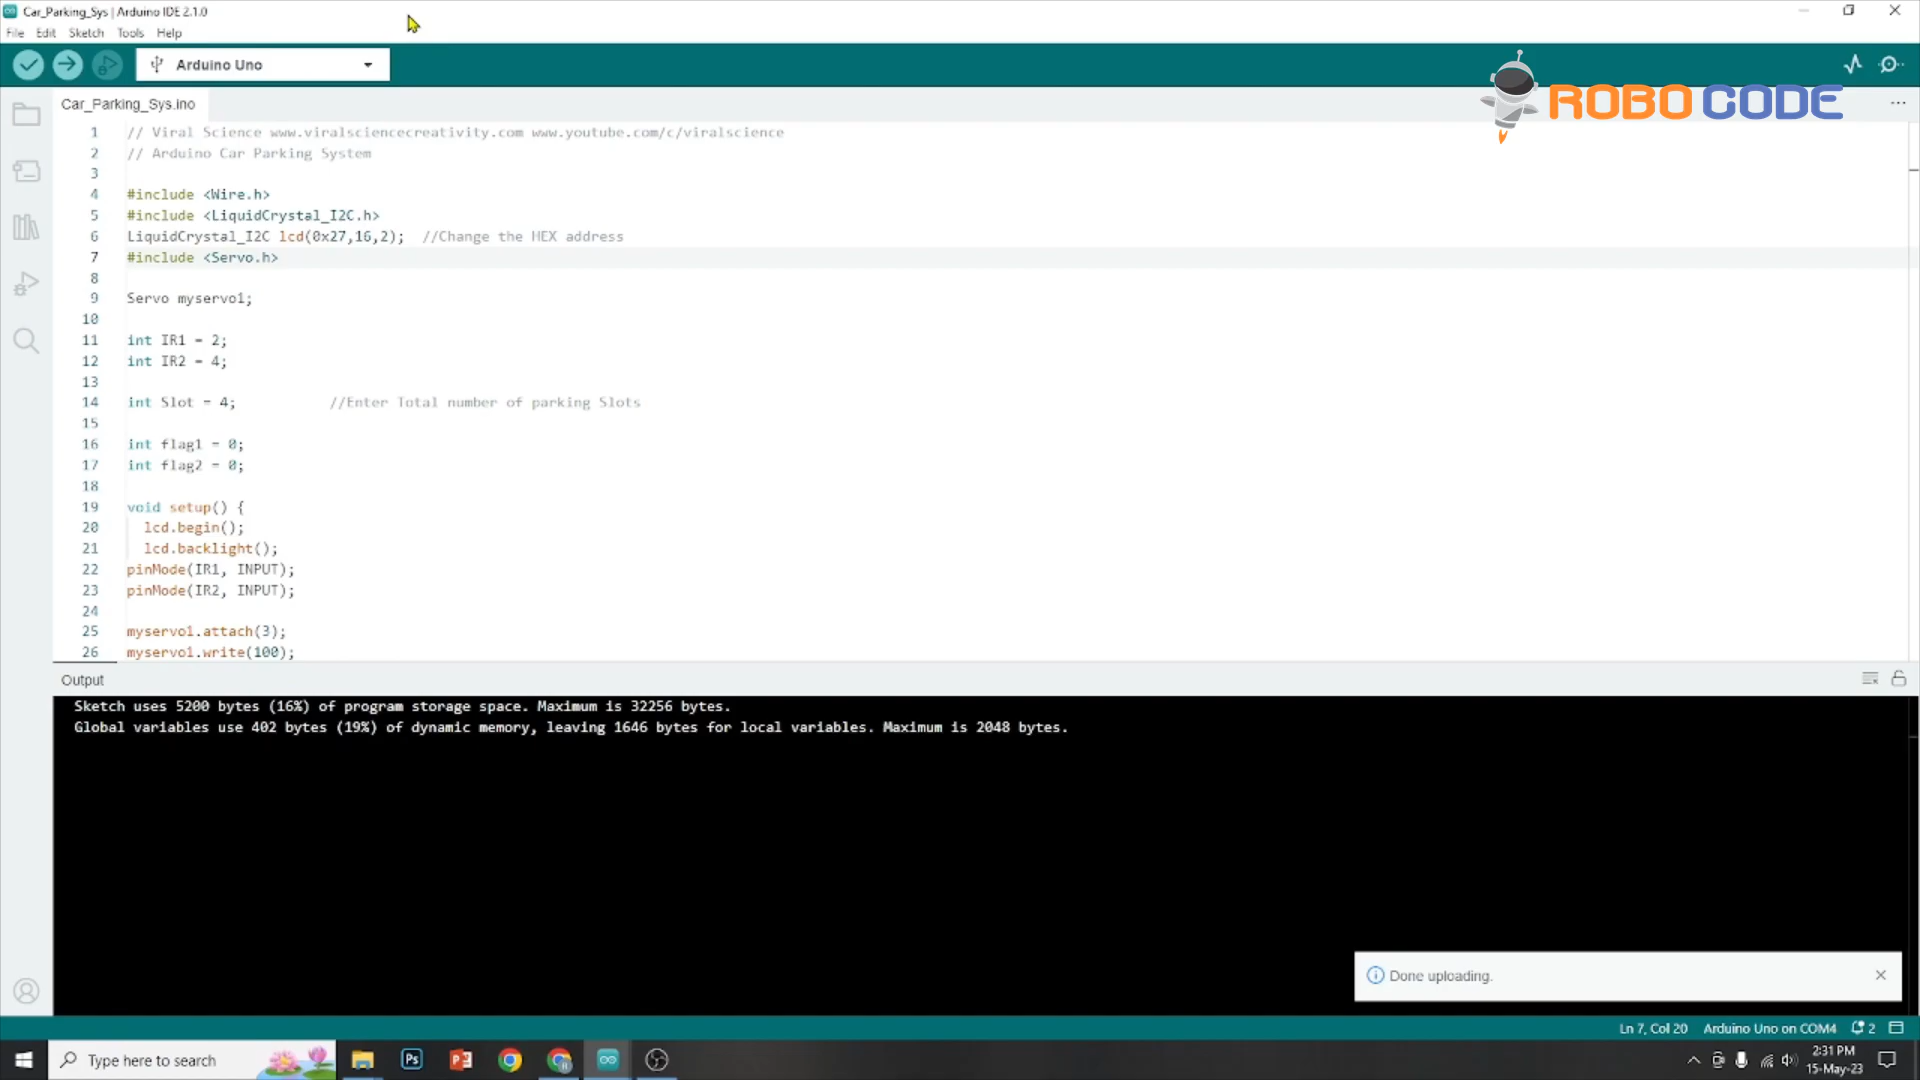 Car_Parking_Sys | Arduino IDE 2.1.0
File Edit Sketch Tools Help
Arduino Uno
ROBO CODE
Car_Parking_Sys.ino
1 // Viral Science www.viralsciencecreativity.com www.youtube.com/c/viralscience
2 // Arduino Car Parking System
3
4 #include <Wire.h>
5 #include <LiquidCrystal_I2C.h>
6 LiquidCrystal_I2C lcd(0x27,16,2); //Change the HEX address
7 #include <Servo.h>
8
9 Servo myservo1;
10
11 int IR1 = 2;
12 int IR2 = 4;
13
14 int Slot = 4; //Enter Total number of parking Slots
15
16 int flag1 = 0;
17 int flag2 = 0;
18
19 void setup() {
20 lcd.begin();
21 lcd.backlight();
22 pinMode(IR1, INPUT);
23 pinMode(IR2, INPUT);
24
25 myservo1.attach(3);
26 myservo1.write(100);
Output
Sketch uses 5200 bytes (16%) of program storage space. Maximum is 32256 bytes.
Global variables use 402 bytes (19%) of dynamic memory, leaving 1646 bytes for local variables. Maximum is 2048 bytes.
Done uploading.
Ln 7, Col 20 Arduino Uno on COM4 2
Type here to search
Ps
P
2:31 PM
15-May-23